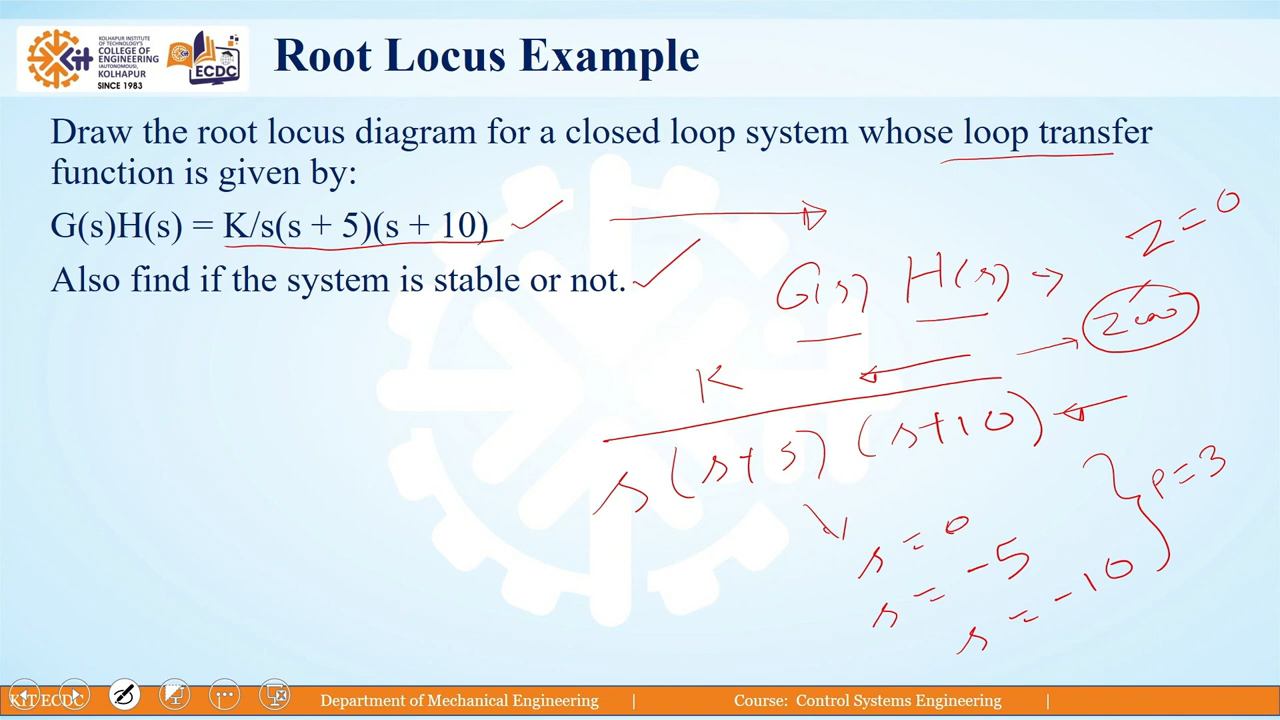 KOLHAPUR INSTITUTE
OF TECHNOLOGY'S
COLLEGE OF
ENGINEERING
(AUTONOMOUS),
KOLHAPUR
SINCE 1983
Kit
ECDC
Root Locus Example
Draw the root locus diagram for a closed loop system whose loop transfer
function is given by:
G(s)H(s) = K/s(s + 5)(s + 10)
Also find if the system is stable or not.
Z=0
G(s) H(s) →
Zero
K
s(s+5)(s+10)
s=0
s=-5
s=-10
P=3
KIT ECDC
Department of Mechanical Engineering |
Course: Control Systems Engineering |